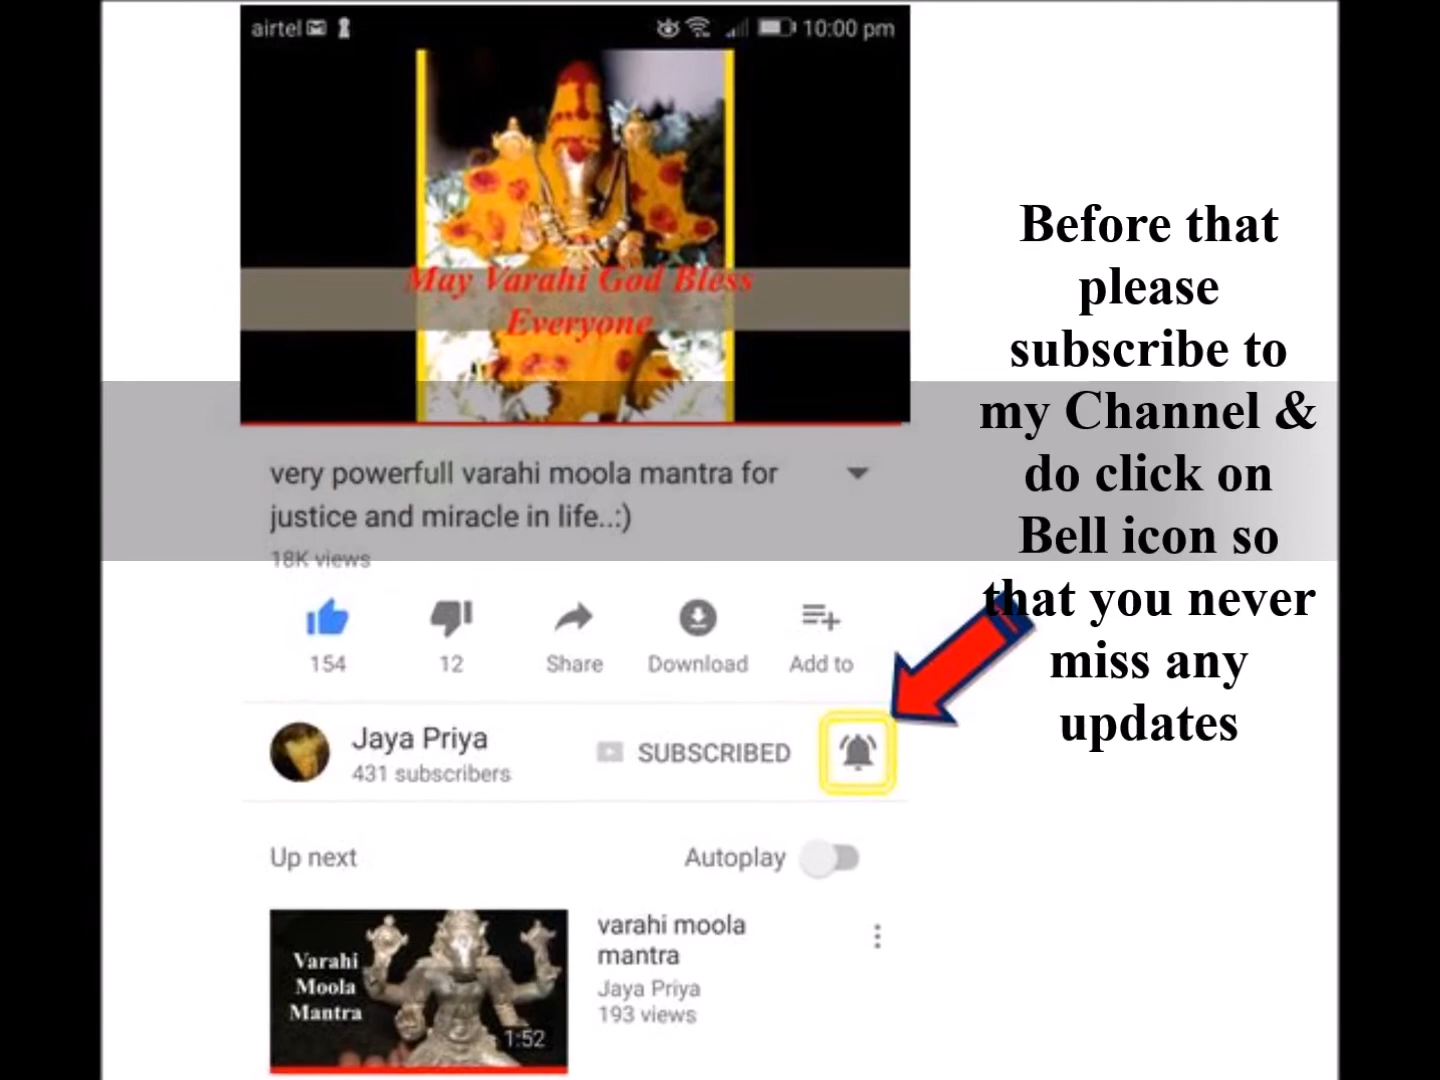 airtel
10:00 pm
May Varahi God Bless
Everyone
very powerfull varahi moola mantra for
justice and miracle in life..:)
18K views
154
12
Share
Download
Add to
Jaya Priya
431 subscribers
SUBSCRIBED
Up next
Autoplay
Varahi
Moola
Mantra
1:52
varahi moola
mantra
Jaya Priya
193 views
Before that
please
subscribe to
my Channel &
do click on
Bell icon so
that you never
miss any
updates